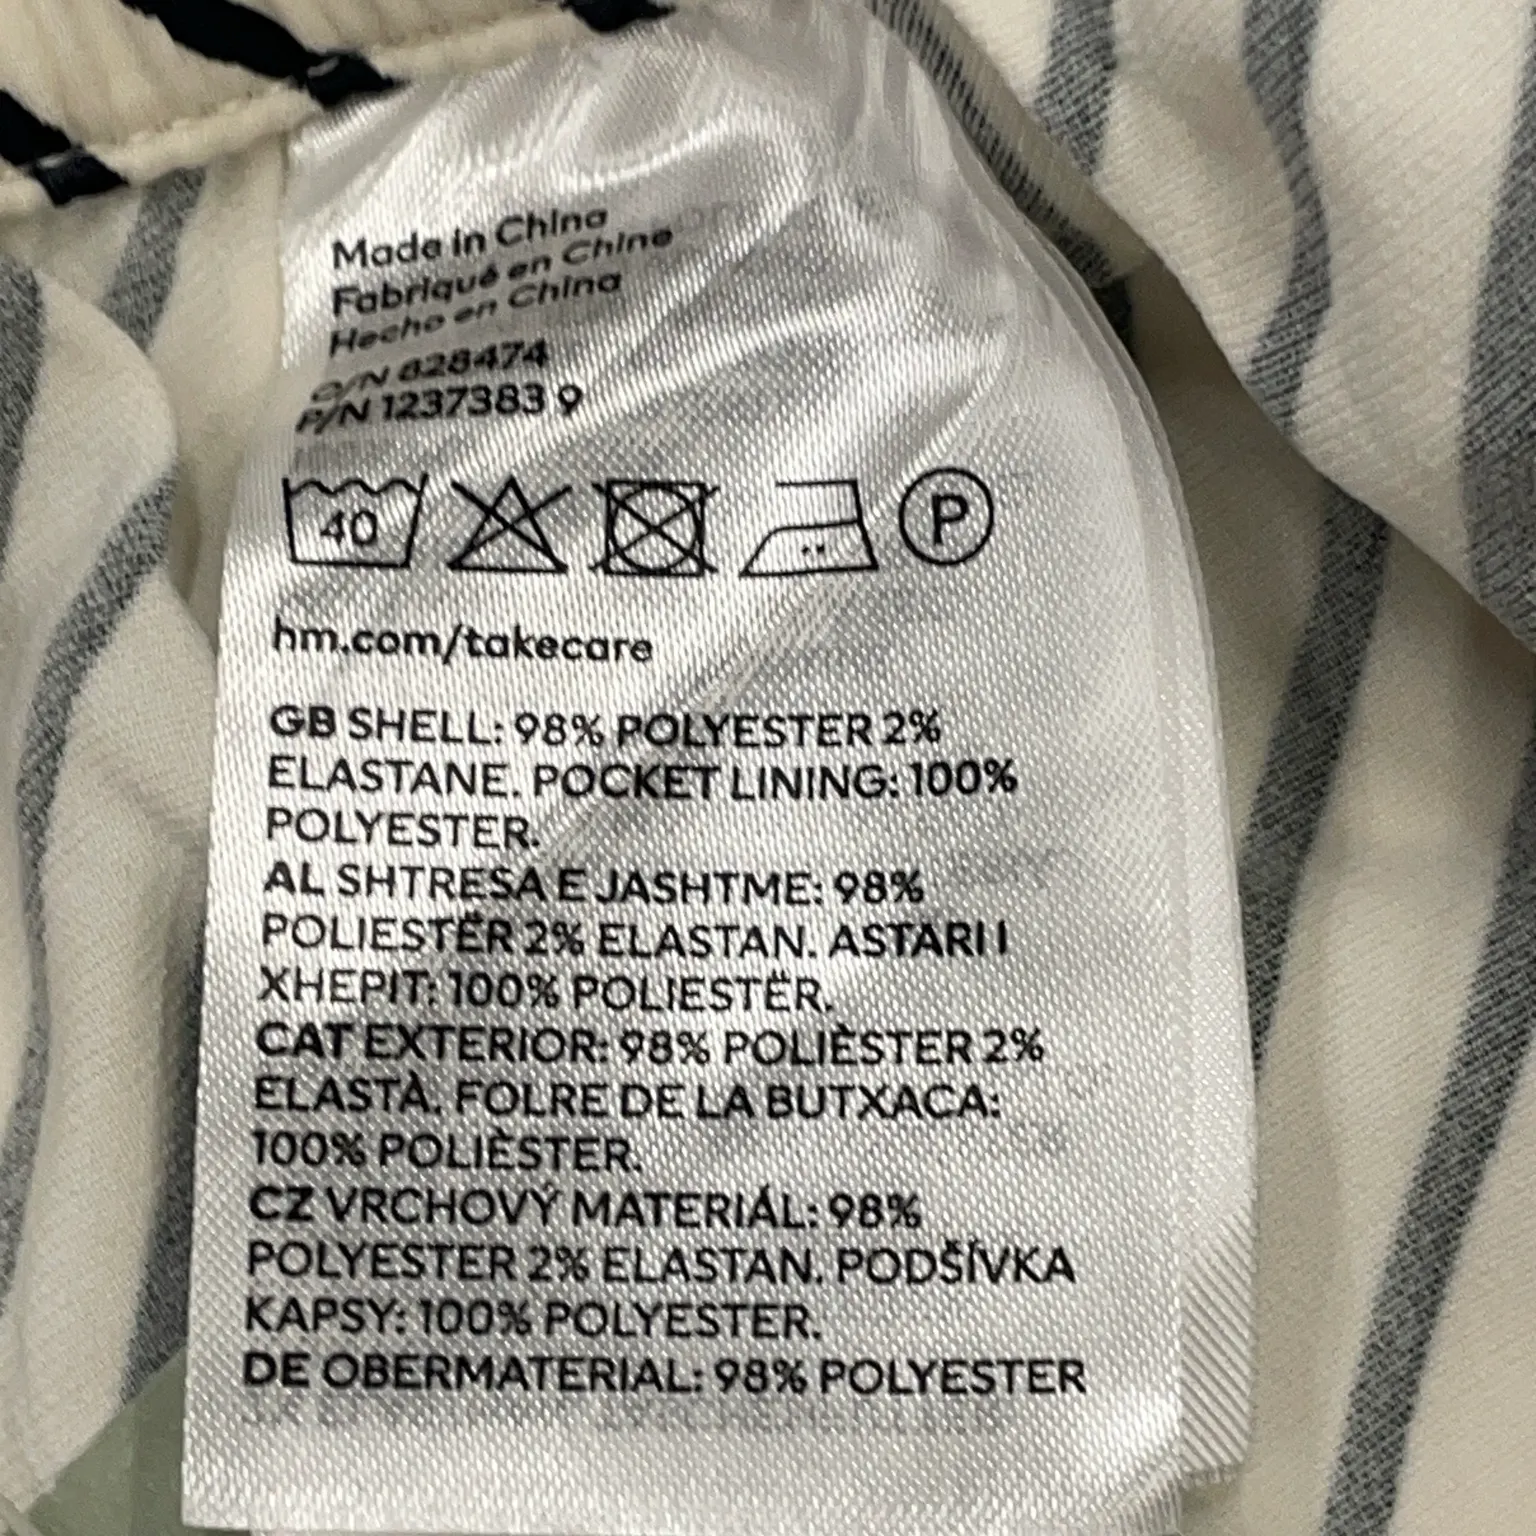 Made in China
Fabriqué en Chine
Hecho en China
O/N 828474
P/N 1237383 9
40
P
hm.com/takecare
GB SHELL: 98% POLYESTER 2%
ELASTANE. POCKET LINING: 100%
POLYESTER.
AL SHTRESA E JASHTME: 98%
POLIESTËR 2% ELASTAN. ASTARI I
XHEPIT: 100% POLIESTËR.
CAT EXTERIOR: 98% POLIÈSTER 2%
ELASTÀ. FOLRE DE LA BUTXACA:
100% POLIÈSTER.
CZ VRCHOVÝ MATERIÁL: 98%
POLYESTER 2% ELASTAN. PODŠÍVKA
KAPSY: 100% POLYESTER.
DE OBERMATERIAL: 98% POLYESTER